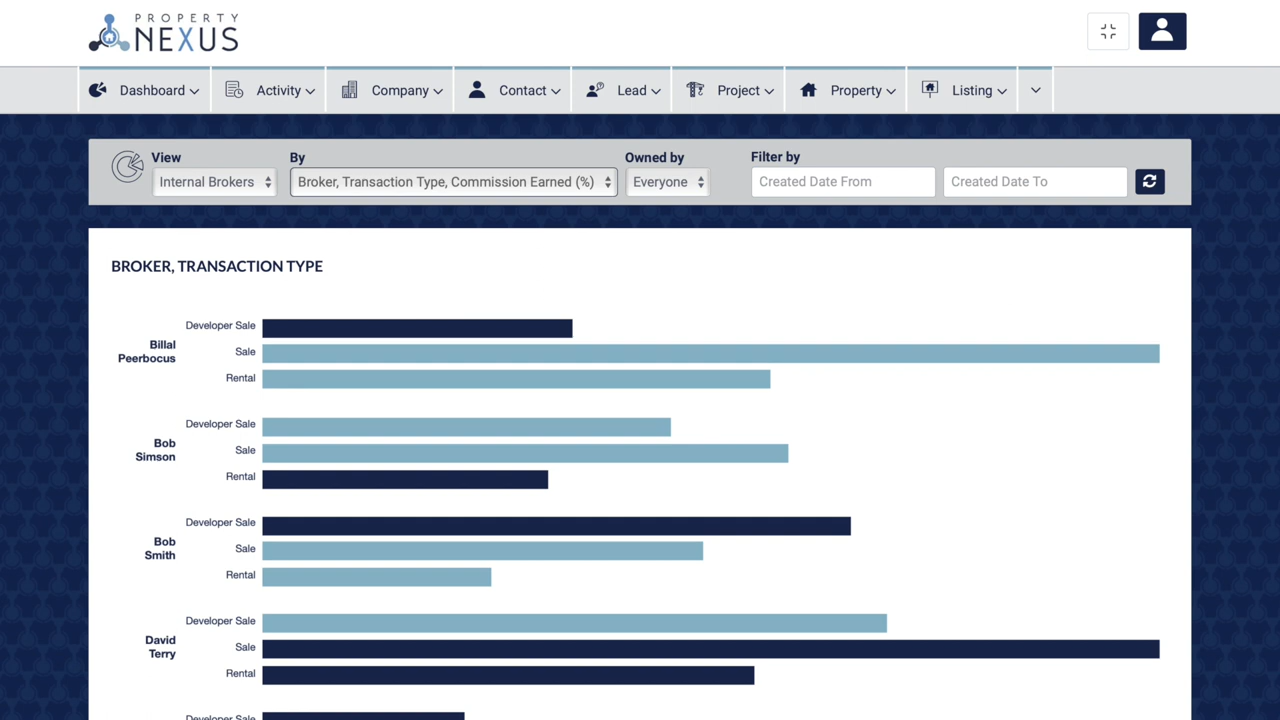 PROPERTY
NEXUS
Dashboard Activity Company Contact Lead Project Property Listing
View By Owned by Filter by
Internal Brokers Broker, Transaction Type, Commission Earned (%) Everyone Created Date From Created Date To
BROKER, TRANSACTION TYPE
Developer Sale
Billal
Peerbocus
Sale
Rental
Developer Sale
Bob
Simson
Sale
Rental
Developer Sale
Bob
Smith
Sale
Rental
Developer Sale
David
Terry
Sale
Rental
Developer Sale